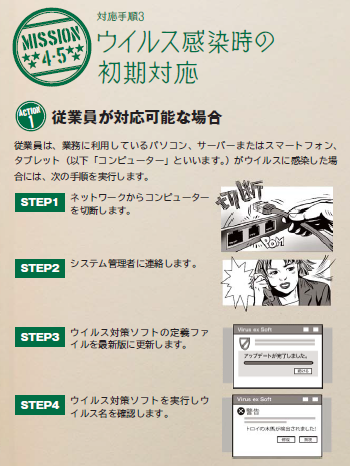 対応手順3
MISSION
4・5
ウイルス感染時の
初期対応
ACTION
1
従業員が対応可能な場合
従業員は、業務に利用しているパソコン、サーバーまたはスマートフォン、
タブレット（以下「コンピューター」といいます。）がウイルスに感染した場
合には、次の手順を実行します。
STEP1
ネットワークからコンピューター
を切断します。
切断
STEP2
システム管理者に連絡します。
STEP3
ウイルス対策ソフトの定義ファ
イルを最新版に更新します。
Virus ex Soft
アップデートが完了しました。
STEP4
ウイルス対策ソフトを実行しウ
イルス名を確認します。
Virus ex Soft
警告
トロイの木馬が検出されました!